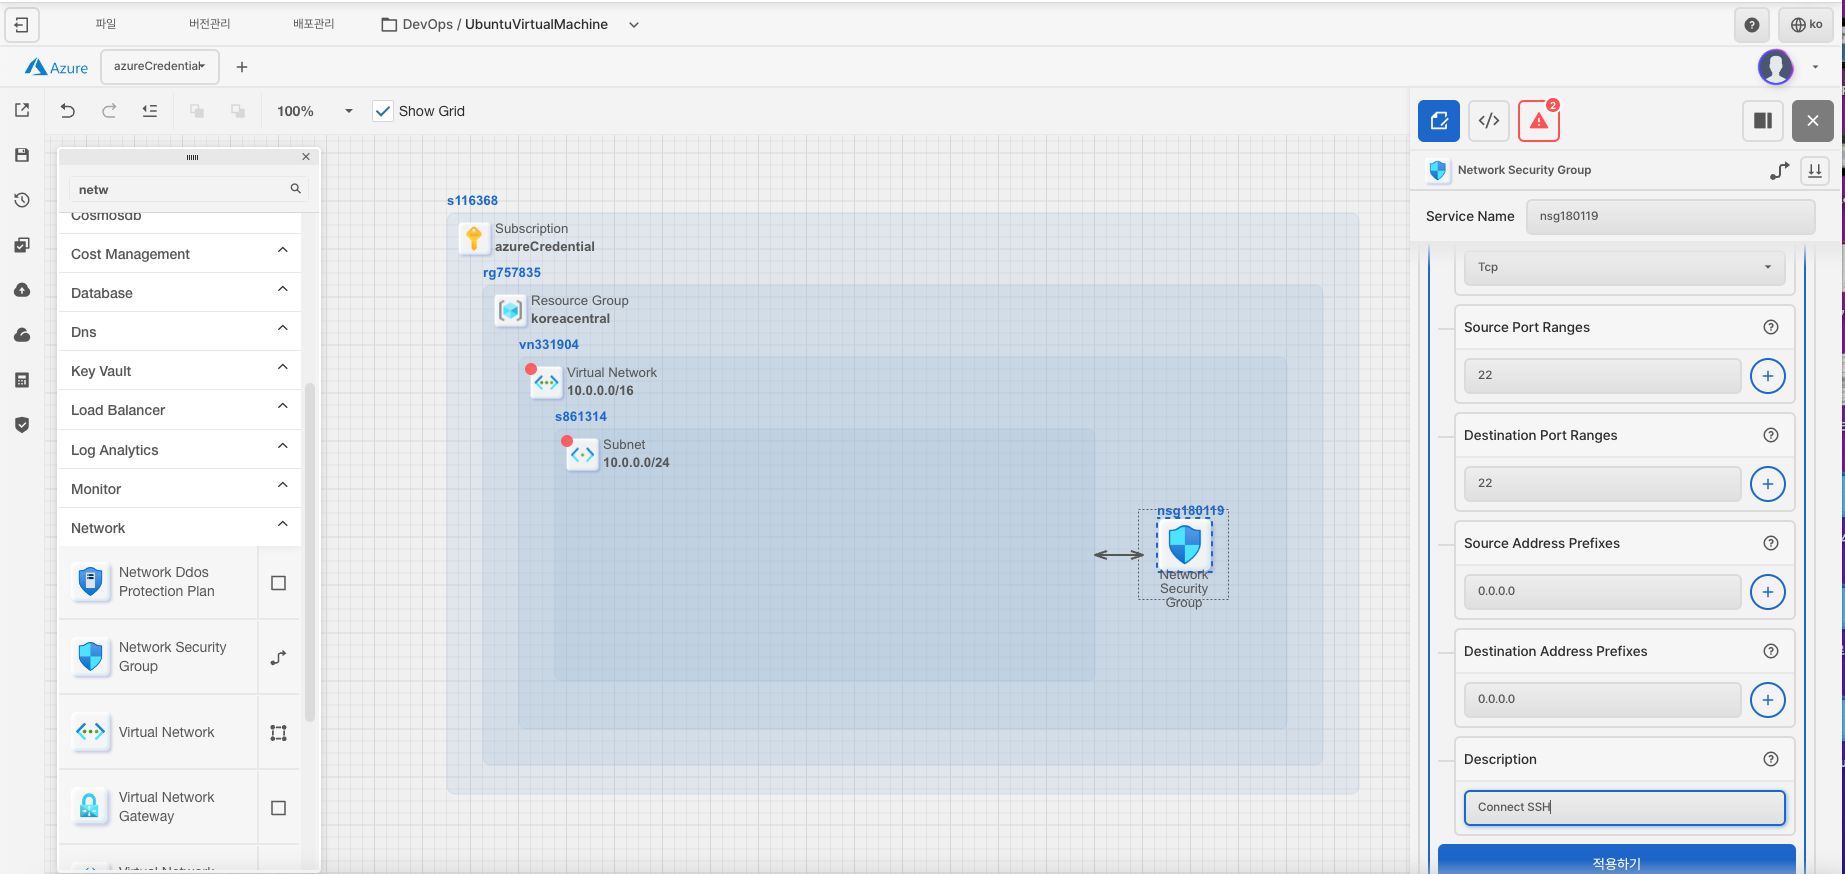 파일
버전관리
배포관리
DevOps / UbuntuVirtualMachine
ko
Azure
azureCredential
100%
Show Grid
2
netw
Cosmosdb
Cost Management
Database
Dns
Key Vault
Load Balancer
Log Analytics
Monitor
Network
Network Ddos
Protection Plan
Network Security
Group
Virtual Network
Virtual Network
Gateway
Virtual Network
s116368
Subscription
azureCredential
rg757835
Resource Group
koreacentral
vn331904
Virtual Network
10.0.0.0/16
s861314
Subnet
10.0.0.0/24
nsg180119
Network
Security
Group
Network Security Group
Service Name
nsg180119
Tcp
Source Port Ranges
22
Destination Port Ranges
22
Source Address Prefixes
0.0.0.0
Destination Address Prefixes
0.0.0.0
Description
Connect SSH
적용하기